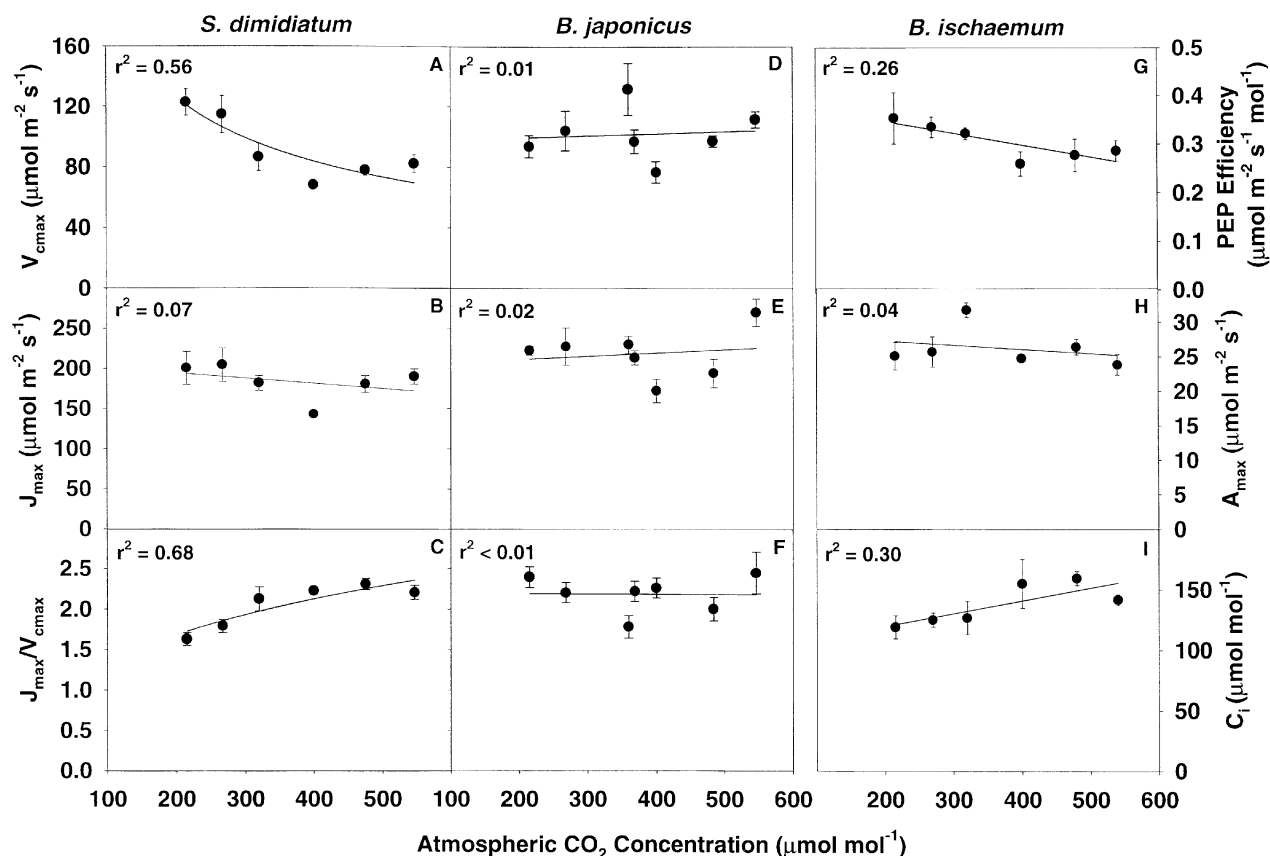 S. dimidiatum
B. japonicus
B. ischaemum
160
120
80
40
0
V_cmax (μmol m⁻² s⁻¹)
r² = 0.56
A
r² = 0.01
D
r² = 0.26
G
0.5
0.4
0.3
0.2
0.1
0.0
PEP Efficiency
(μmol m⁻² s⁻¹ mol⁻¹)
250
200
150
100
50
0
J_max (μmol m⁻² s⁻¹)
r² = 0.07
B
r² = 0.02
E
r² = 0.04
H
30
25
20
15
10
5
0
A_max (μmol m⁻² s⁻¹)
2.5
2.0
1.5
1.0
0.5
0.0
J_max/V_cmax
r² = 0.68
C
r² < 0.01
F
r² = 0.30
I
150
100
50
0
C_i (μmol mol⁻¹)
100 200 300 400 500
100 200 300 400 500 600
200 300 400 500 600
Atmospheric CO₂ Concentration (μmol mol⁻¹)